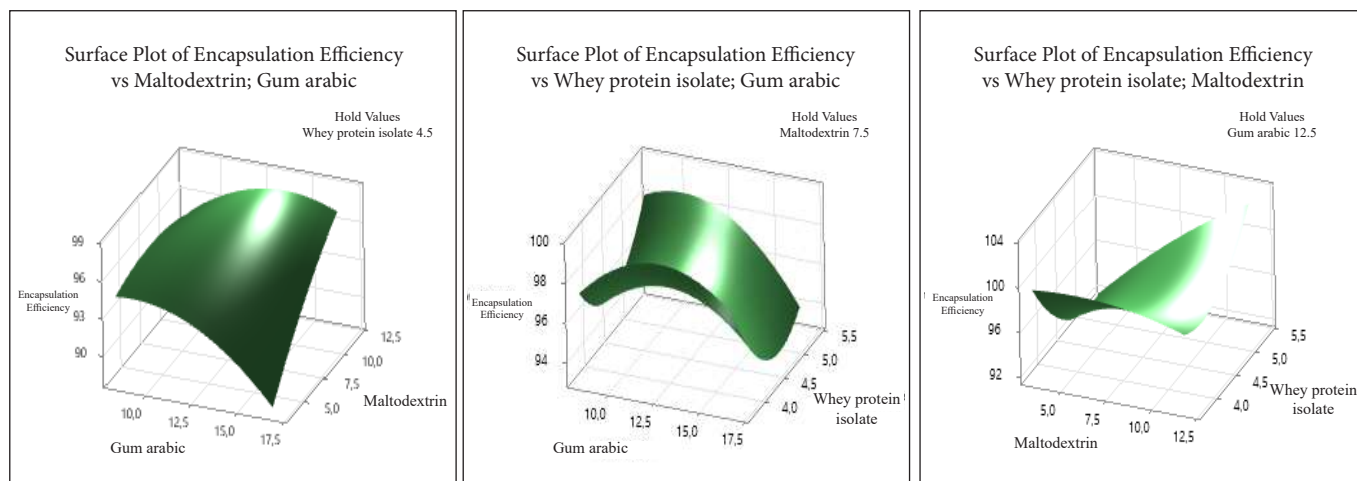 Surface Plot of Encapsulation Efficiency
vs Maltodextrin; Gum arabic
Hold Values
Whey protein isolate 4.5
99
96
93
90
Encapsulation
Efficiency
10,0
12,5
15,0
17,5
Gum arabic
5,0
7,5
10,0
12,5
Maltodextrin
Surface Plot of Encapsulation Efficiency
vs Whey protein isolate; Gum arabic
Hold Values
Maltodextrin 7.5
100
98
96
94
Encapsulation
Efficiency
10,0
12,5
15,0
17,5
Gum arabic
4,0
4,5
5,0
5,5
Whey protein
isolate
Surface Plot of Encapsulation Efficiency
vs Whey protein isolate; Maltodextrin
Hold Values
Gum arabic 12.5
104
100
96
92
Encapsulation
Efficiency
5,0
7,5
10,0
12,5
Maltodextrin
4,0
4,5
5,0
5,5
Whey protein
isolate